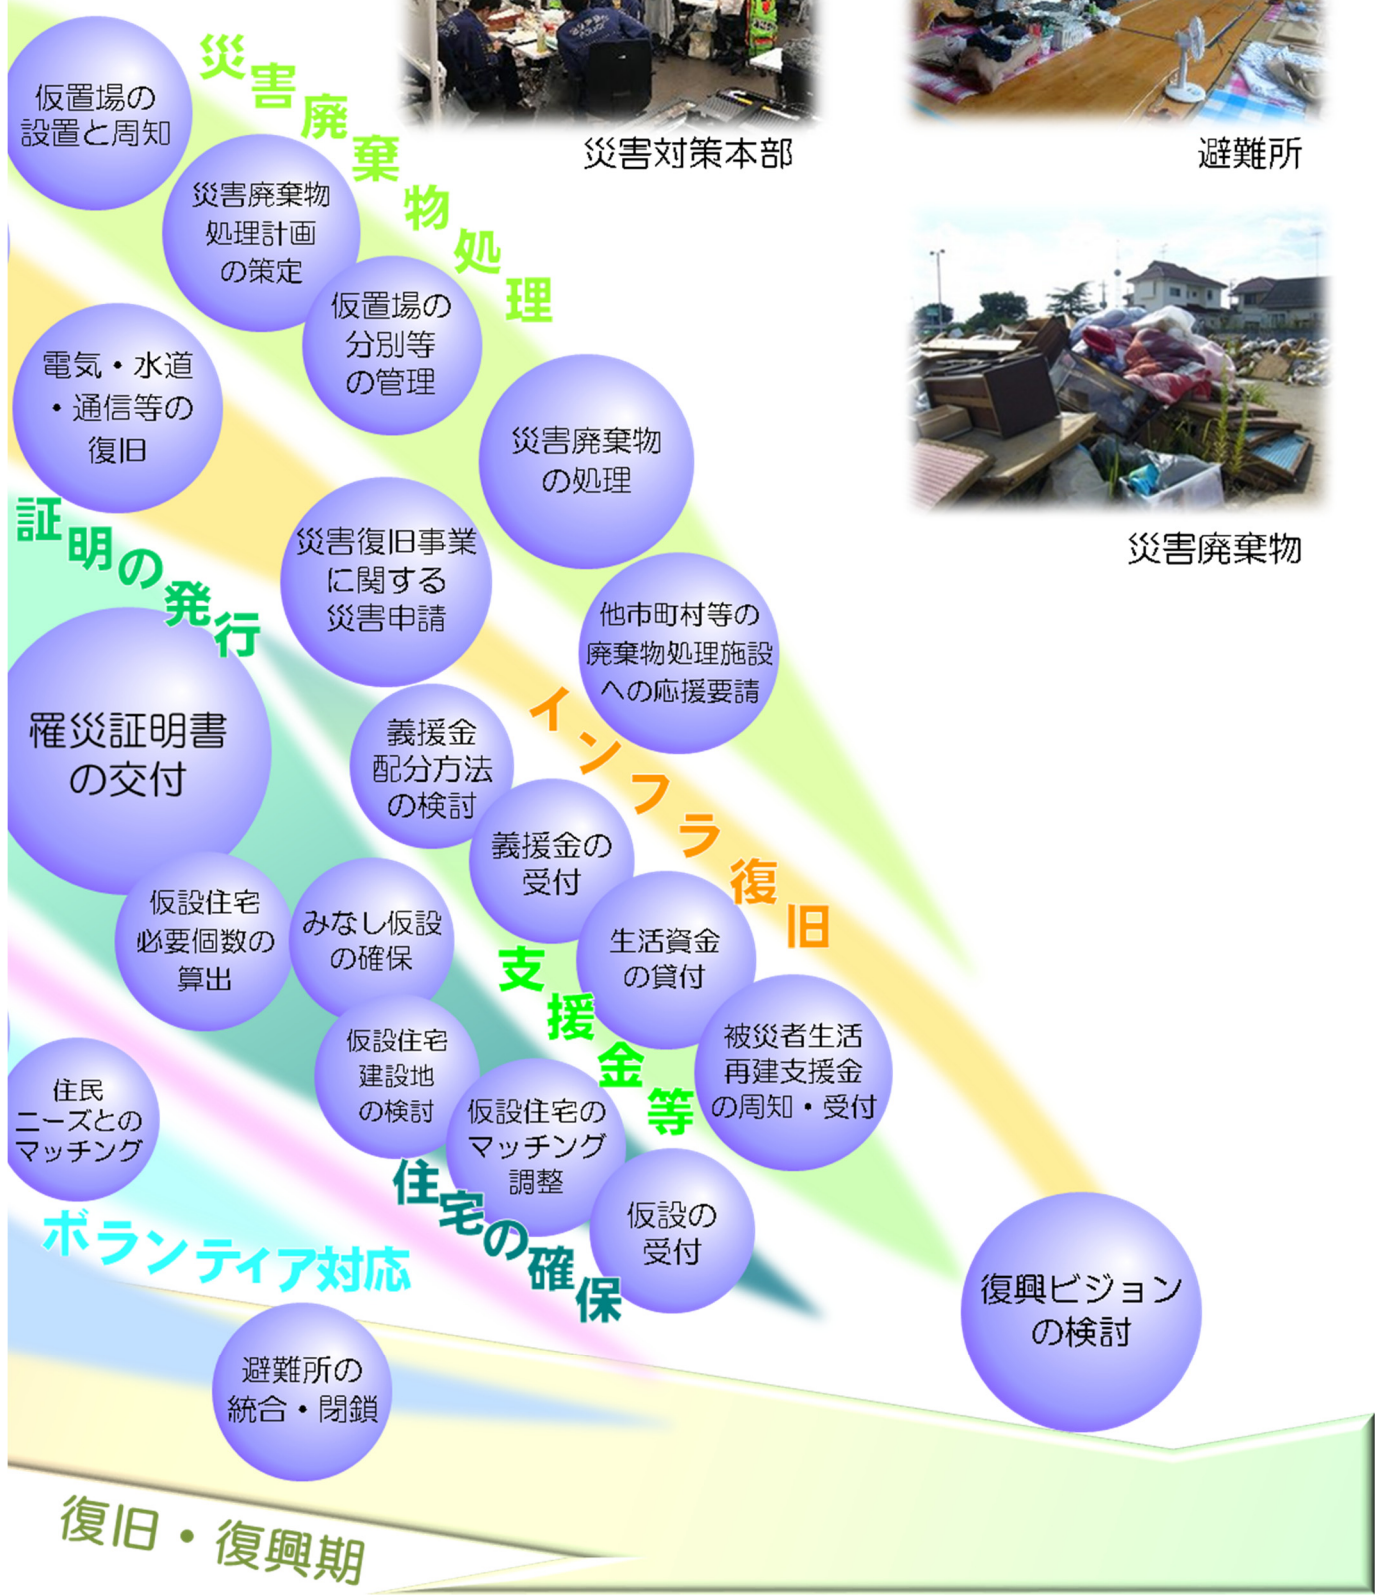 災害対策本部
避難所
災害廃棄物
災害廃棄物処理
仮置場の
設置と周知
災害廃棄物
処理計画
の策定
仮置場の
分別等
の管理
災害廃棄物
の処理
他市町村等の
廃棄物処理施設
への応援要請
電気・水道
・通信等の
復旧
災害復旧事業
に関する
災害申請
インフラ復旧
証明の発行
罹災証明書
の交付
義援金
配分方法
の検討
義援金の
受付
生活資金
の貸付
被災者生活
再建支援金
の周知・受付
支援金等
仮設住宅
必要個数の
算出
みなし仮設
の確保
仮設住宅
建設地
の検討
仮設住宅の
マッチング
調整
仮設の
受付
住宅の確保
住民
ニーズとの
マッチング
ボランティア対応
避難所の
統合・閉鎖
復興ビジョン
の検討
復旧・復興期